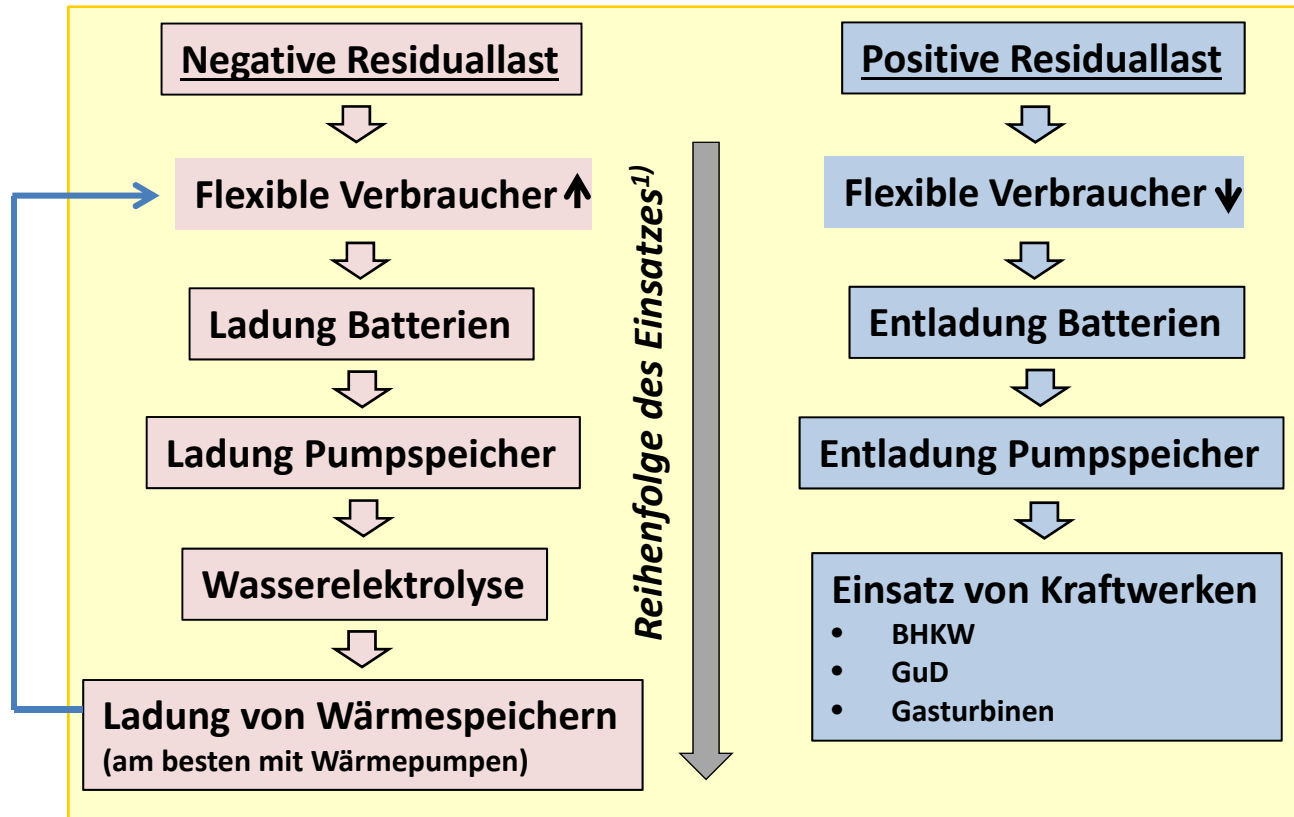 Negative Residuallast
Flexible Verbraucher ↑
Ladung Batterien
Ladung Pumpspeicher
Wasserelektrolyse
Ladung von Wärmespeichern
(am besten mit Wärmepumpen)
Reihenfolge des Einsatzes¹⁾
Positive Residuallast
Flexible Verbraucher ↓
Entladung Batterien
Entladung Pumpspeicher
Einsatz von Kraftwerken
• BHKW
• GuD
• Gasturbinen